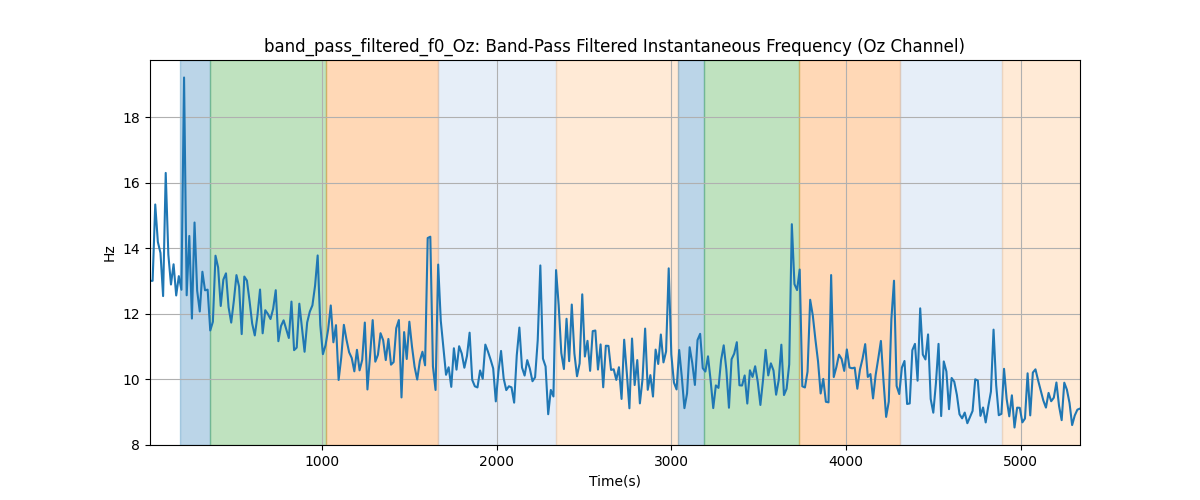 band_pass_filtered_f0_Oz: Band-Pass Filtered Instantaneous Frequency (Oz Channel)
18
16
14
12
10
8
Hz
1000 2000 3000 4000 5000
Time(s)